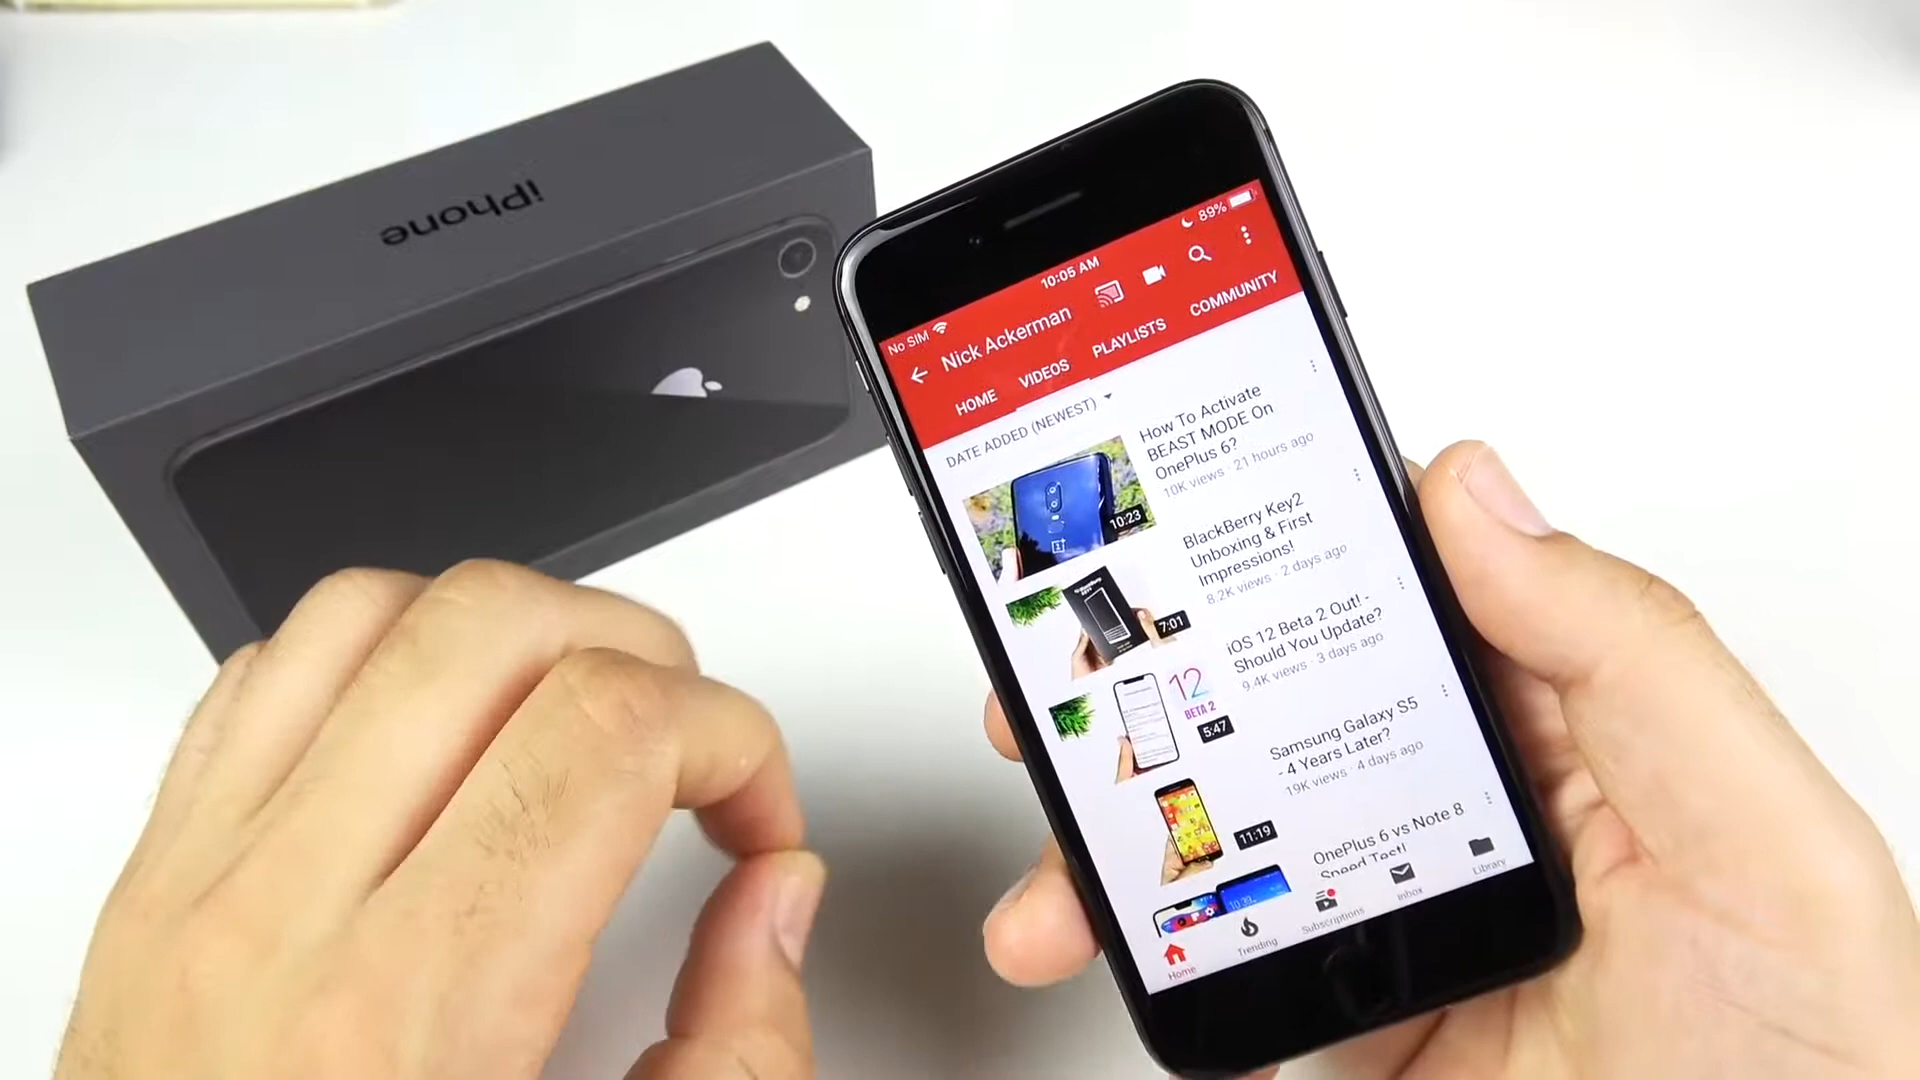 iPhone
No SIM 10:05 AM 89%
Nick Ackerman
HOME VIDEOS PLAYLISTS COMMUNITY
DATE ADDED (NEWEST)
How To Activate
BEAST MODE On
OnePlus 6?
10K views · 21 hours ago
10:23
BlackBerry Key2
Unboxing & First
Impressions!
8.2K views · 2 days ago
7:01
iOS 12 Beta 2 Out! -
Should You Update?
9.4K views · 3 days ago
12
BETA 2
5:47
Samsung Galaxy S5
- 4 Years Later?
19K views · 4 days ago
11:19
OnePlus 6 vs Note 8
Speed Test!
Home Trending Subscriptions Inbox Library